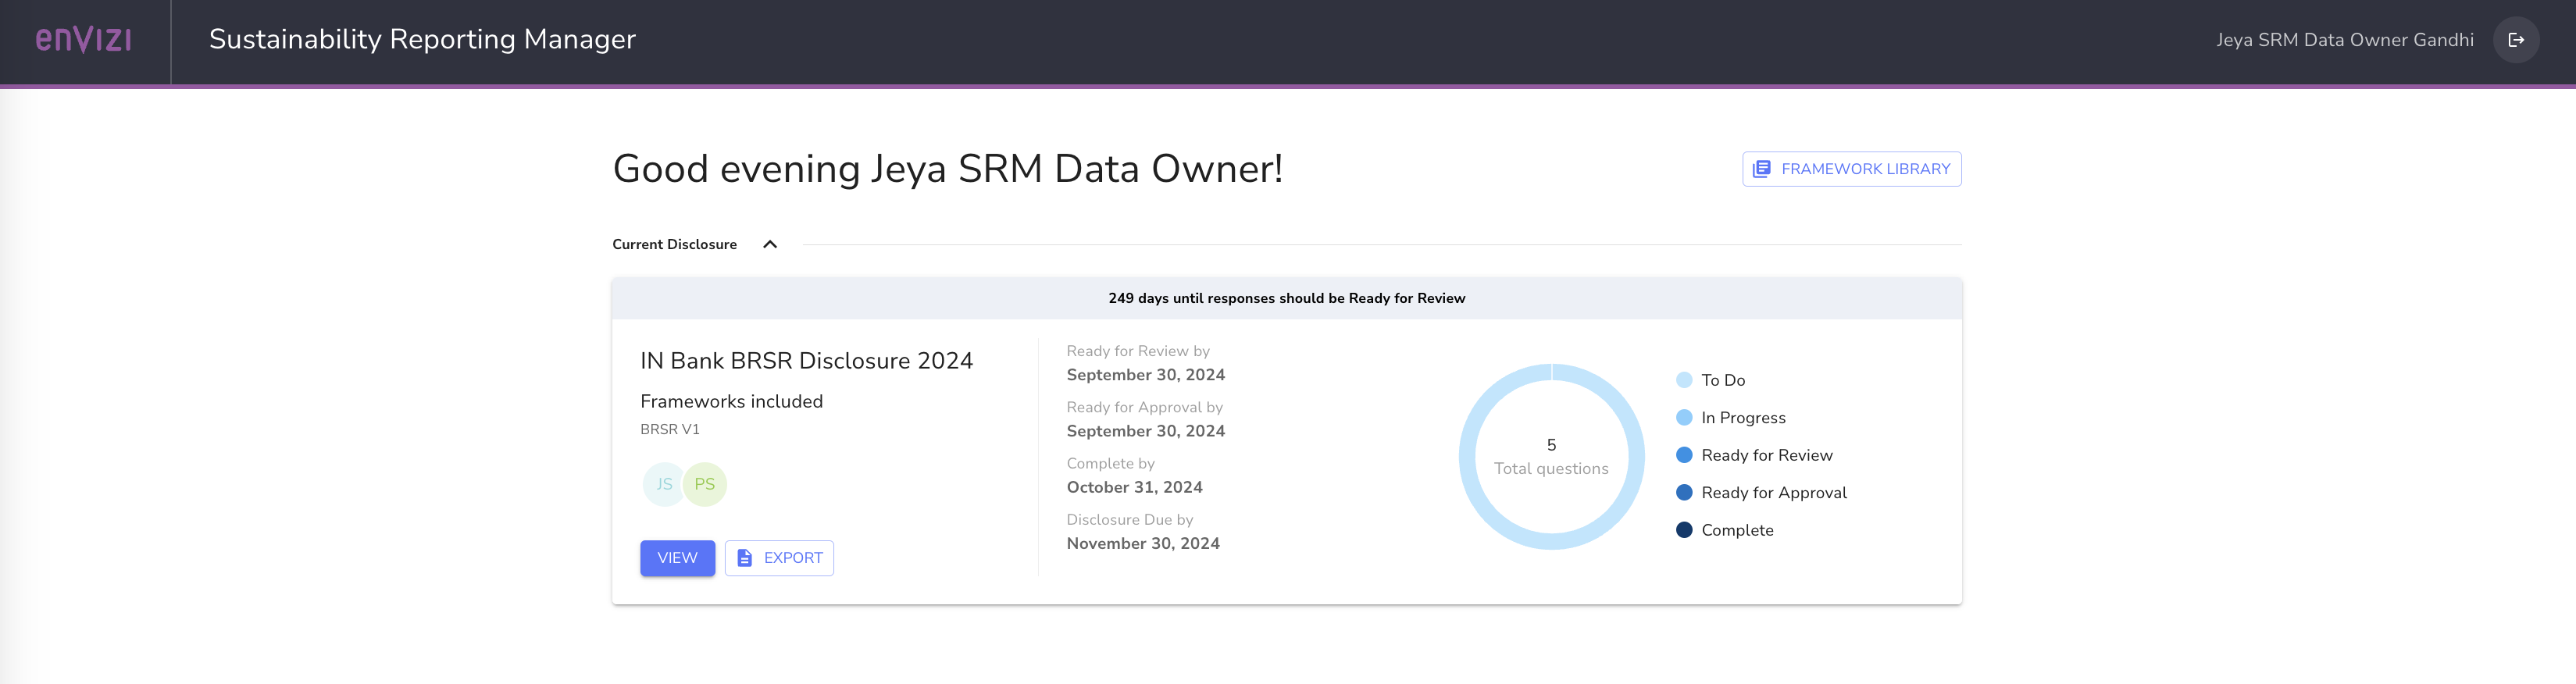 enVIZI
Sustainability Reporting Manager
Jeya SRM Data Owner Gandhi
Good evening Jeya SRM Data Owner!
FRAMEWORK LIBRARY
Current Disclosure
249 days until responses should be Ready for Review
IN Bank BRSR Disclosure 2024
Frameworks included
BRSR V1
JS
PS
VIEW
EXPORT
Ready for Review by
September 30, 2024
Ready for Approval by
September 30, 2024
Complete by
October 31, 2024
Disclosure Due by
November 30, 2024
5
Total questions
To Do
In Progress
Ready for Review
Ready for Approval
Complete